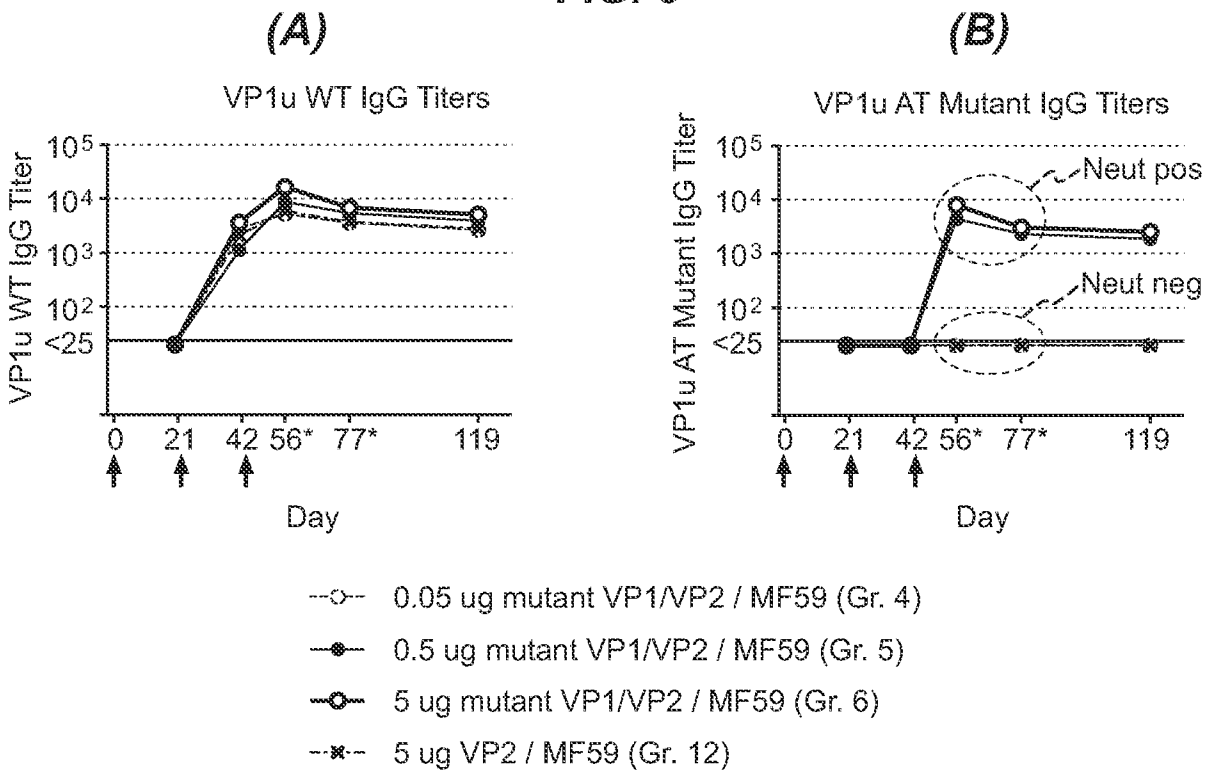 (A)
VP1u WT IgG Titers
VP1u WT IgG Titer
10⁵
10⁴
10³
10²
<25
0 21 42 56* 77* 119
Day
(B)
VP1u AT Mutant IgG Titers
VP1u AT Mutant IgG Titer
10⁵
10⁴
10³
10²
<25
Neut pos
Neut neg
0 21 42 56* 77* 119
Day
0.05 ug mutant VP1/VP2 / MF59 (Gr. 4)
0.5 ug mutant VP1/VP2 / MF59 (Gr. 5)
5 ug mutant VP1/VP2 / MF59 (Gr. 6)
5 ug VP2 / MF59 (Gr. 12)